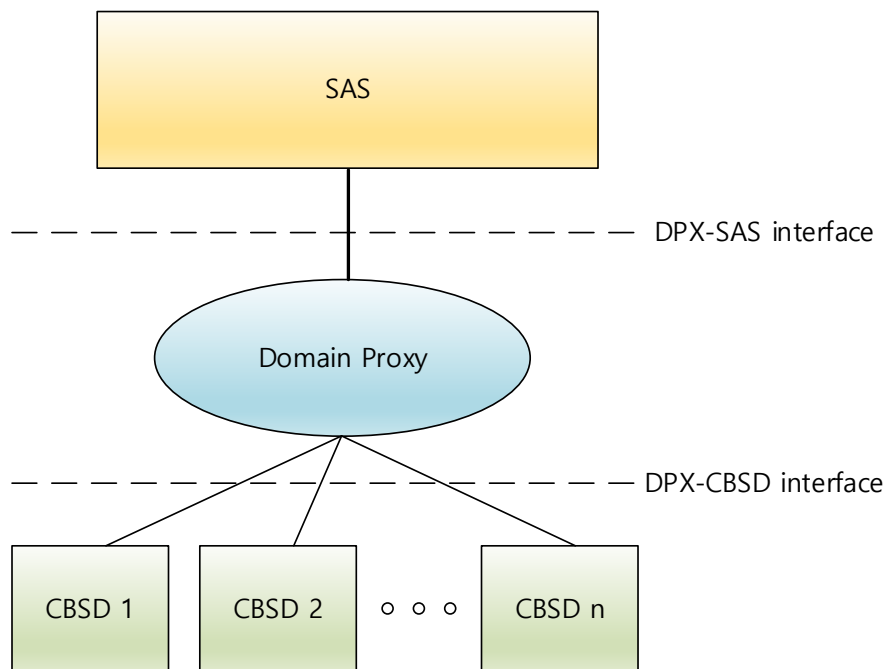 SAS
DPX-SAS interface
Domain Proxy
DPX-CBSD interface
CBSD 1
CBSD 2
CBSD n